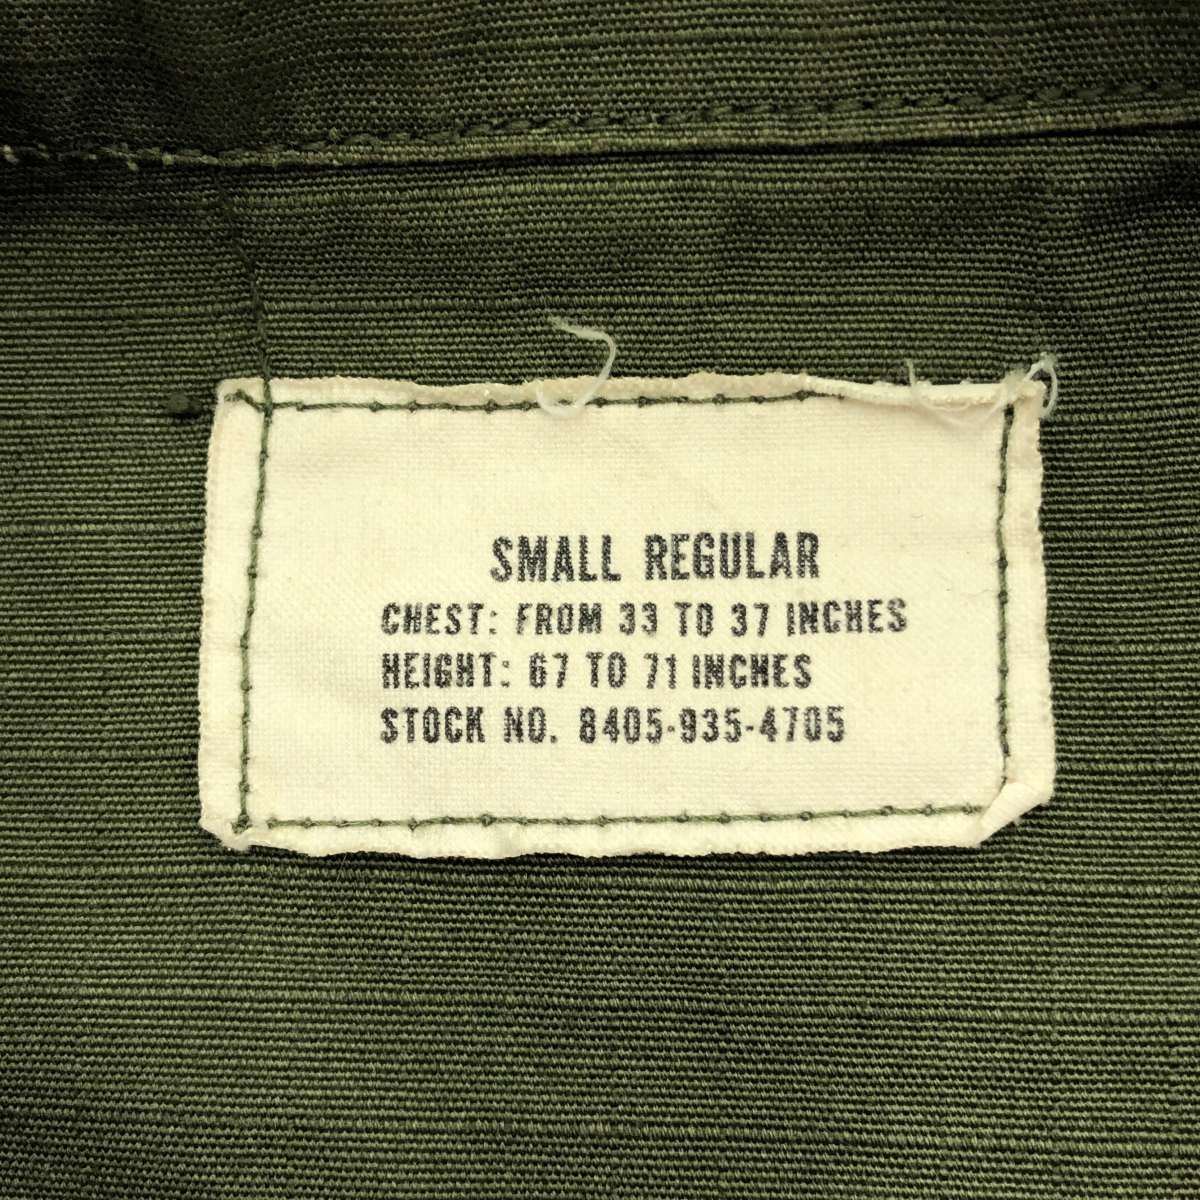 SMALL REGULAR
CHEST: FROM 33 TO 37 INCHES
HEIGHT: 67 TO 71 INCHES
STOCK NO. 8405-935-4705